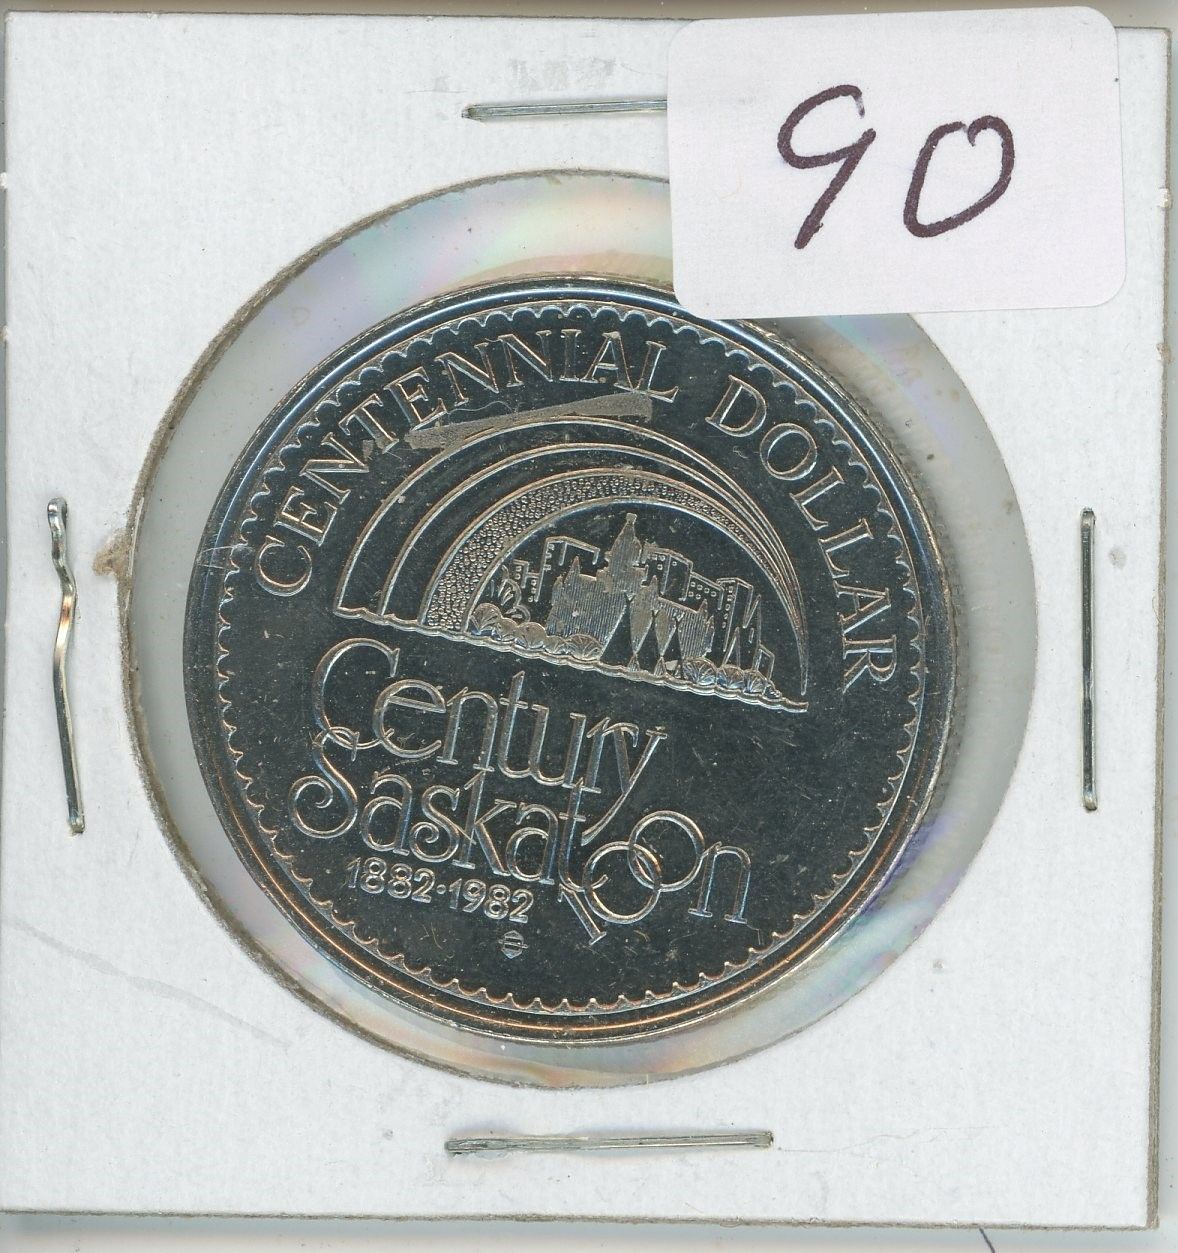 90
CENTENNIAL DOLLAR
Century
Saskatoon
1882·1982